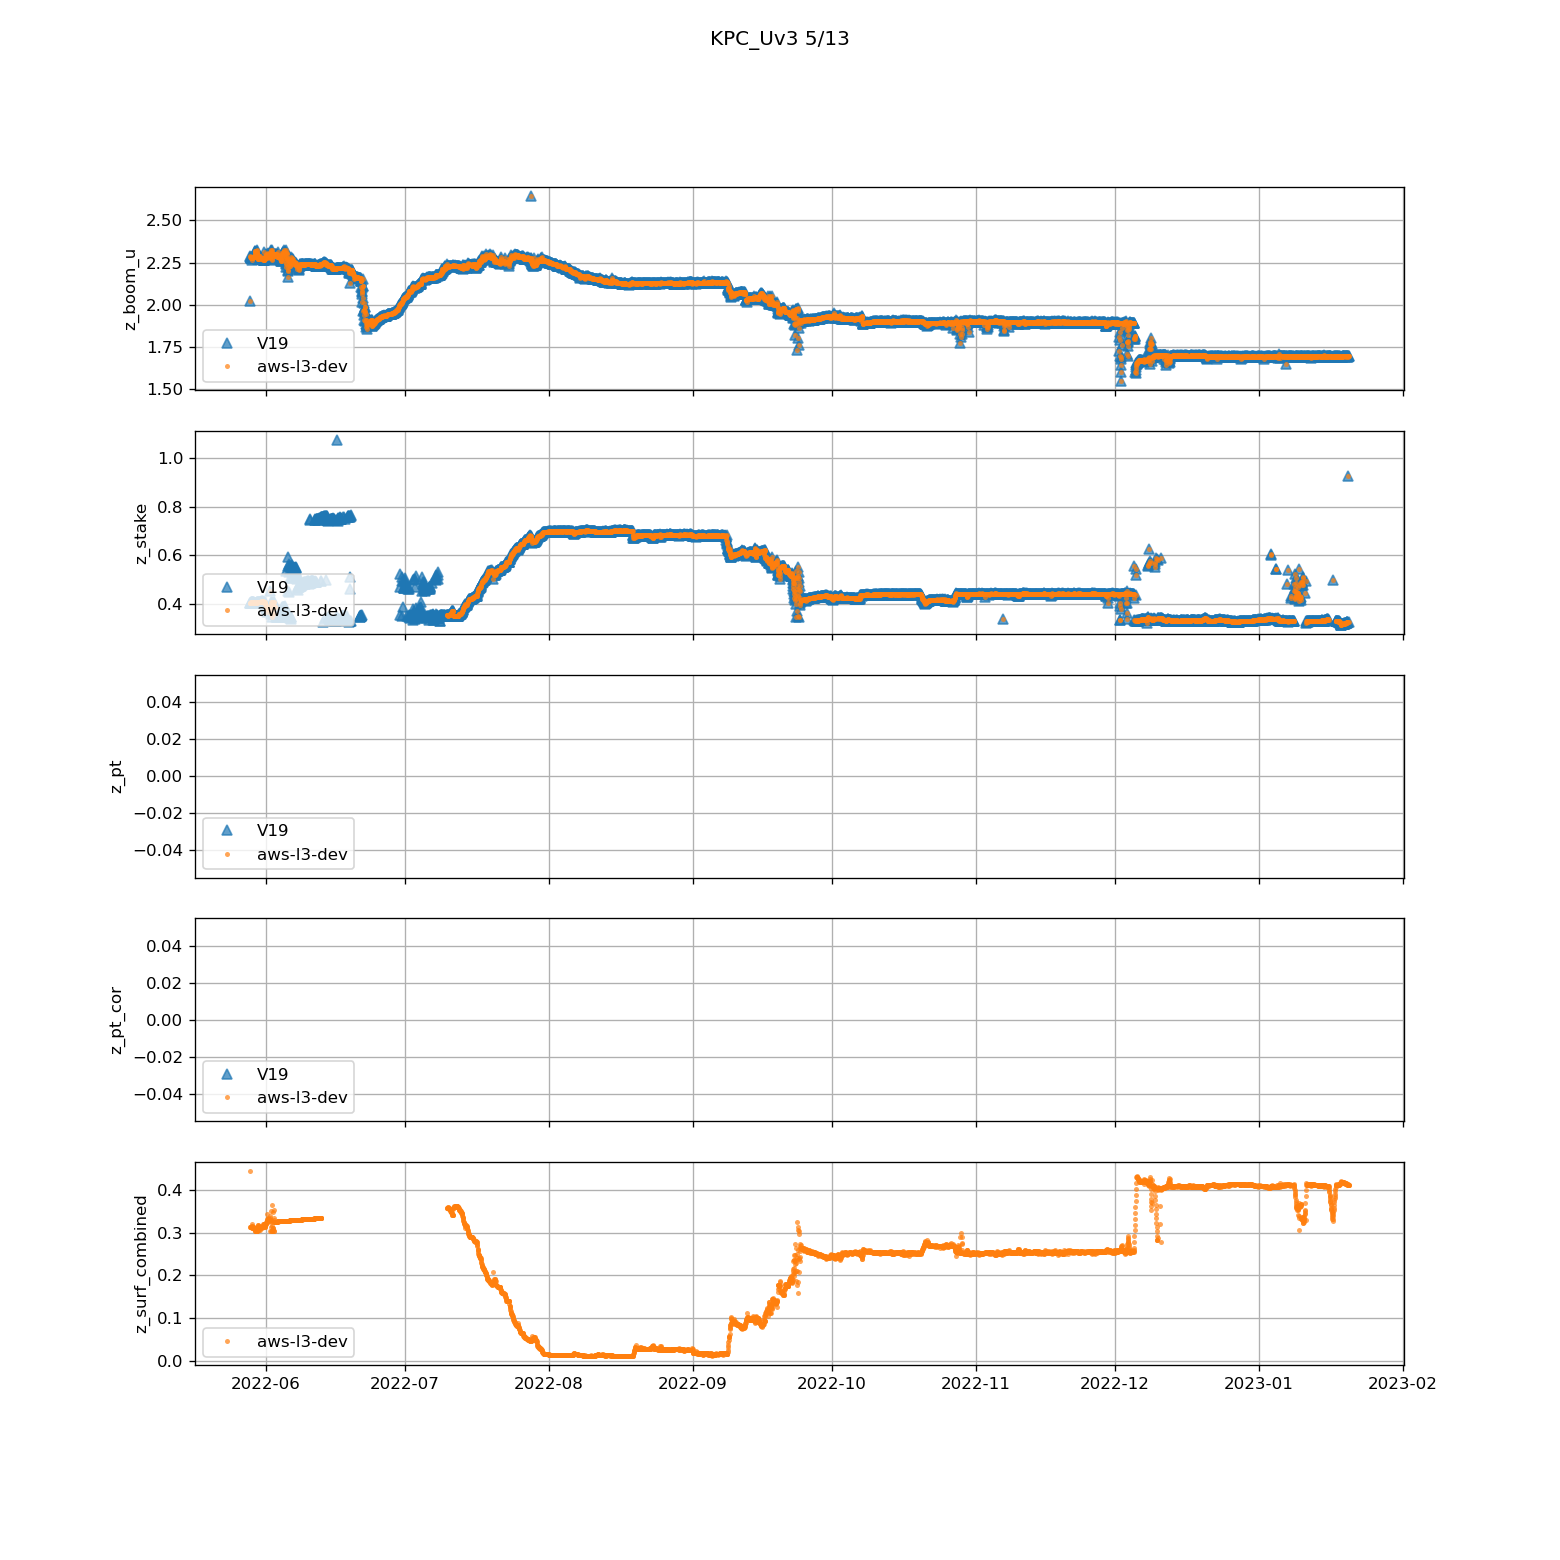 KPC_Uv3 5/13
2.50
2.25
2.00
1.75
1.50
z_boom_u
V19
aws-l3-dev
1.0
0.8
0.6
0.4
z_stake
V19
aws-l3-dev
0.04
0.02
0.00
−0.02
−0.04
z_pt
V19
aws-l3-dev
0.04
0.02
0.00
−0.02
−0.04
z_pt_cor
V19
aws-l3-dev
0.4
0.3
0.2
0.1
0.0
z_surf_combined
aws-l3-dev
2022-06 2022-07 2022-08 2022-09 2022-10 2022-11 2022-12 2023-01 2023-02